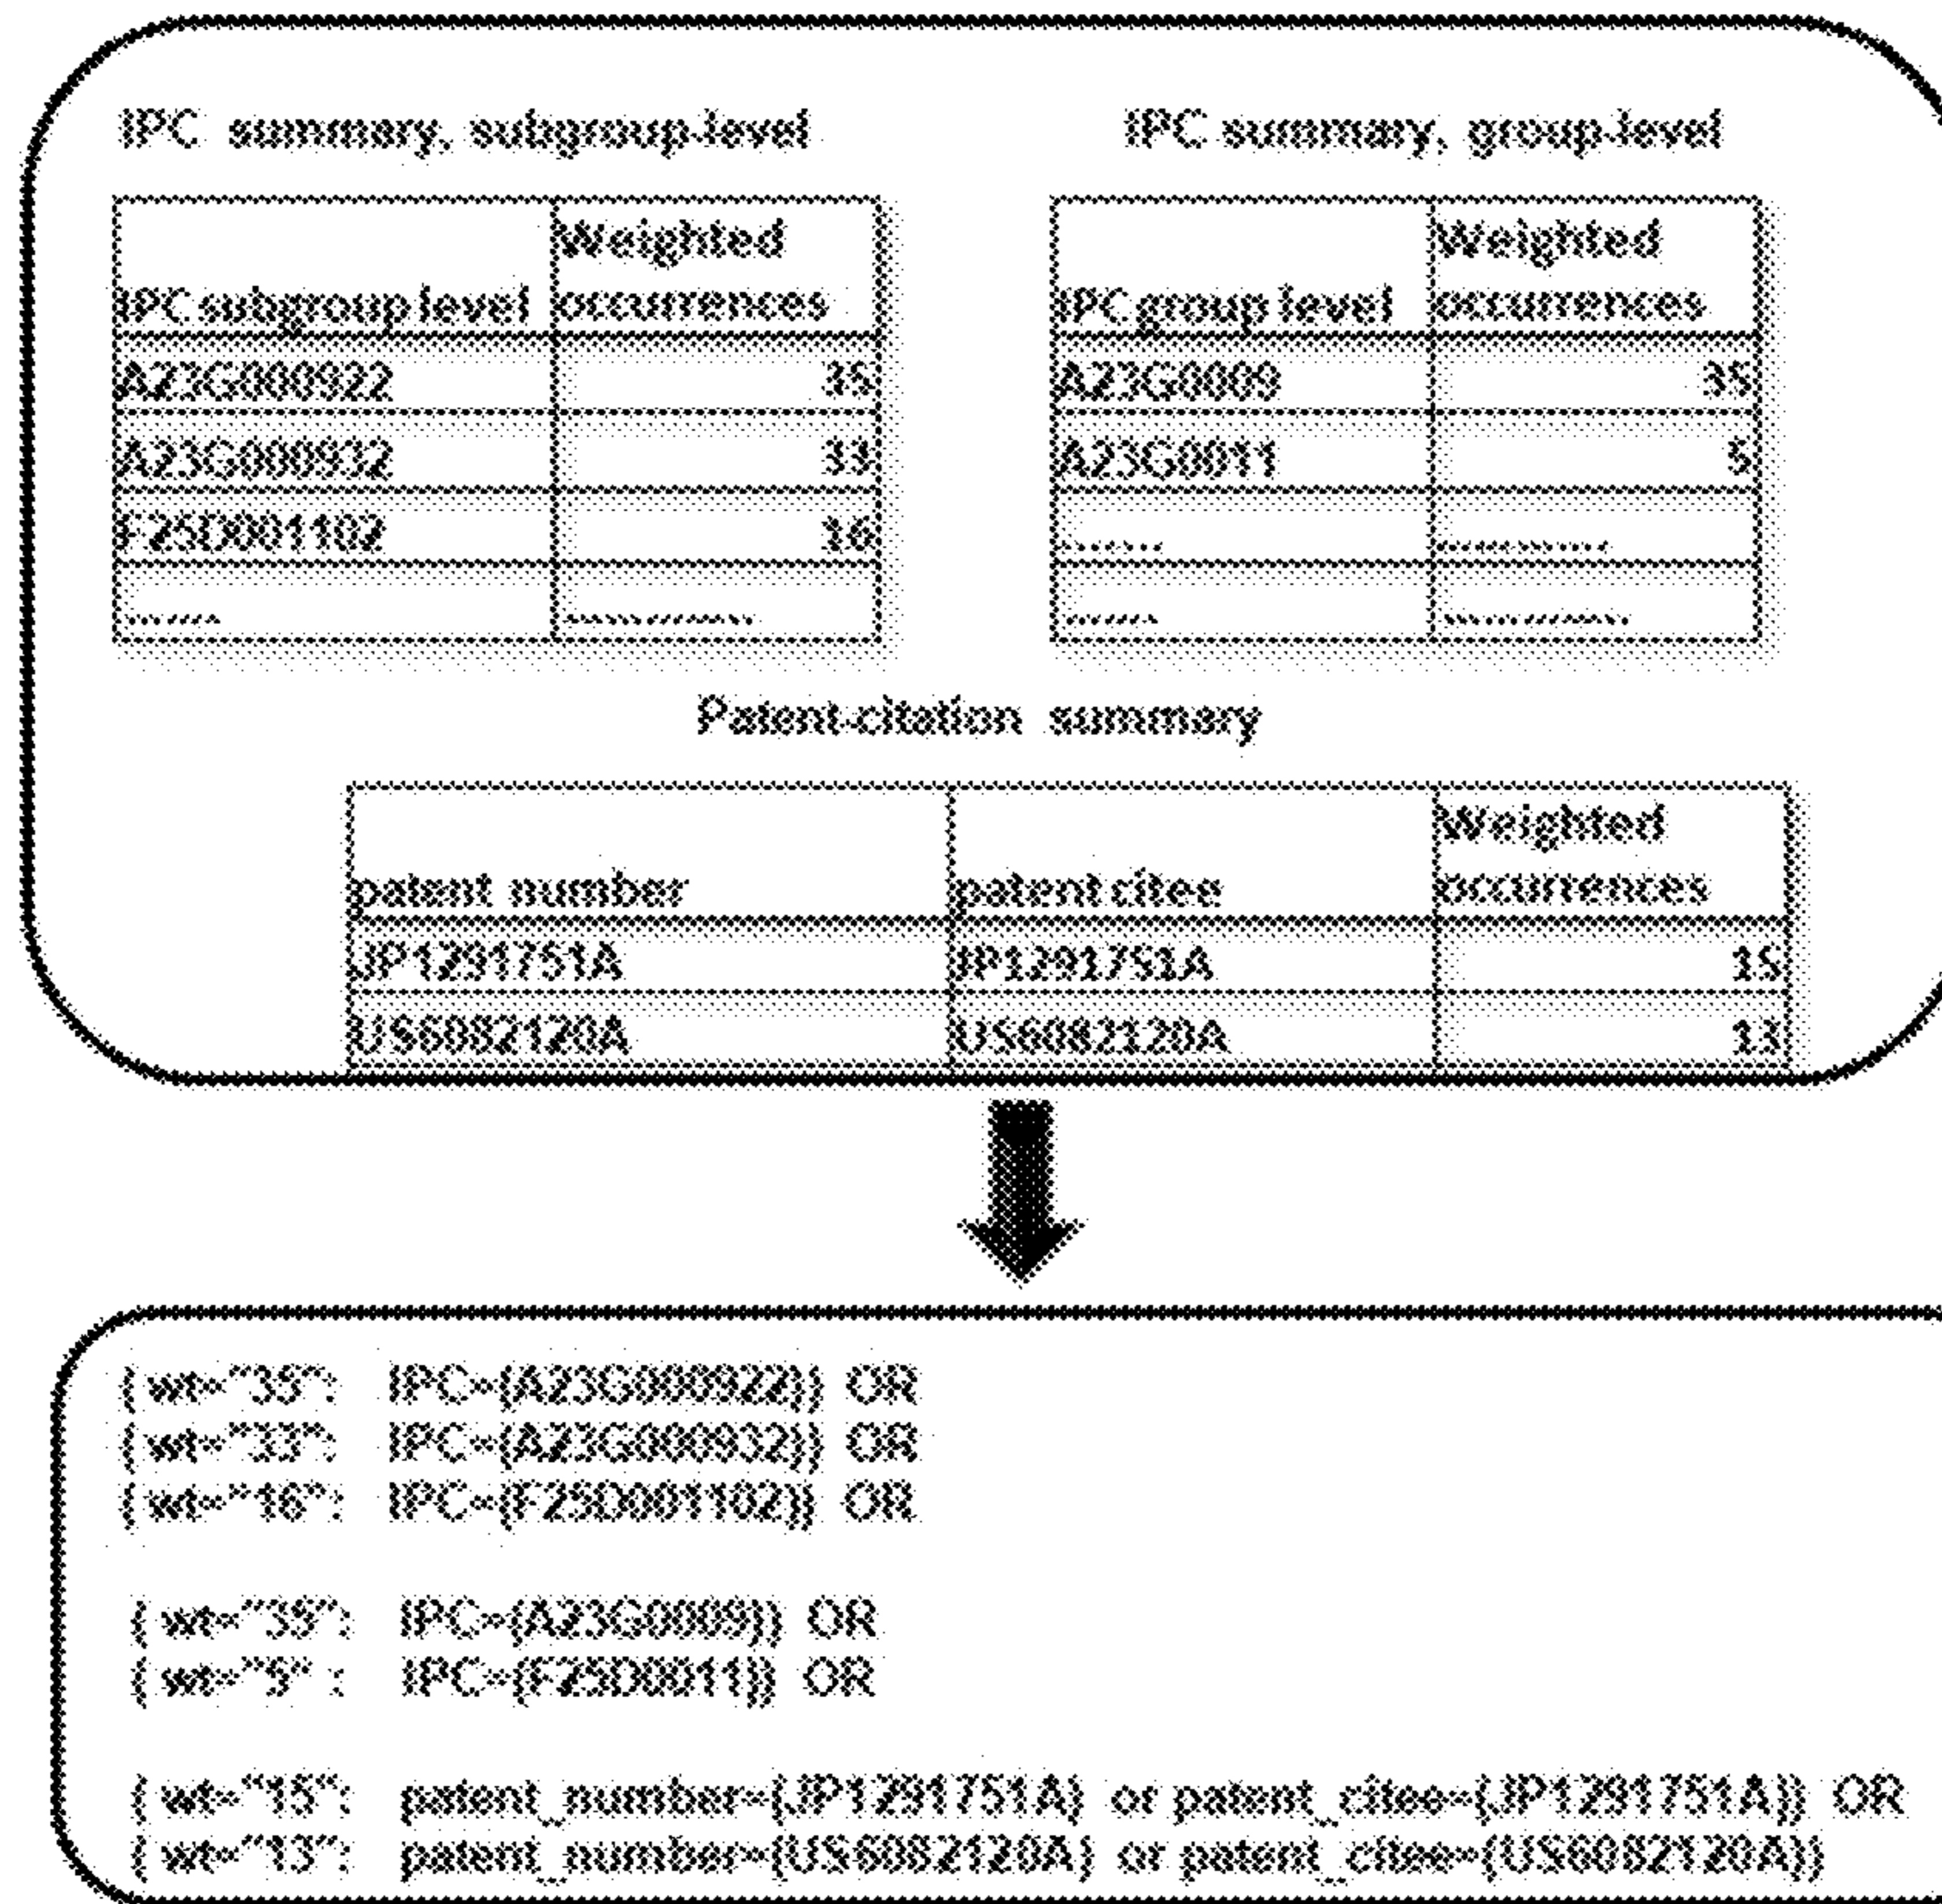 IPC summary, subgroup-level
IPC summary, group-level
IPC subgroup level Weighted occurrences
A23G000922 35
A23G000932 33
F25D001102 16
....... ..............
IPC group level Weighted occurrences
A23G0009 35
A23G0011 5
....... ..............
....... ..............
Patent-citation summary
patent number patent citee Weighted occurrences
JP1291751A JP1291751A 15
US6082120A US6082120A 13
( wt="35": IPC=(A23G000922)) OR
( wt="33": IPC=(A23G000932)) OR
( wt="16": IPC=(F25D001102)) OR
( wt="35": IPC=(A23G0009)) OR
( wt="5" : IPC=(F25D0011)) OR
( wt="15": patent_number=(JP1291751A) or patent_citee=(JP1291751A)) OR
( wt="13": patent_number=(US6082120A) or patent_citee=(US6082120A))